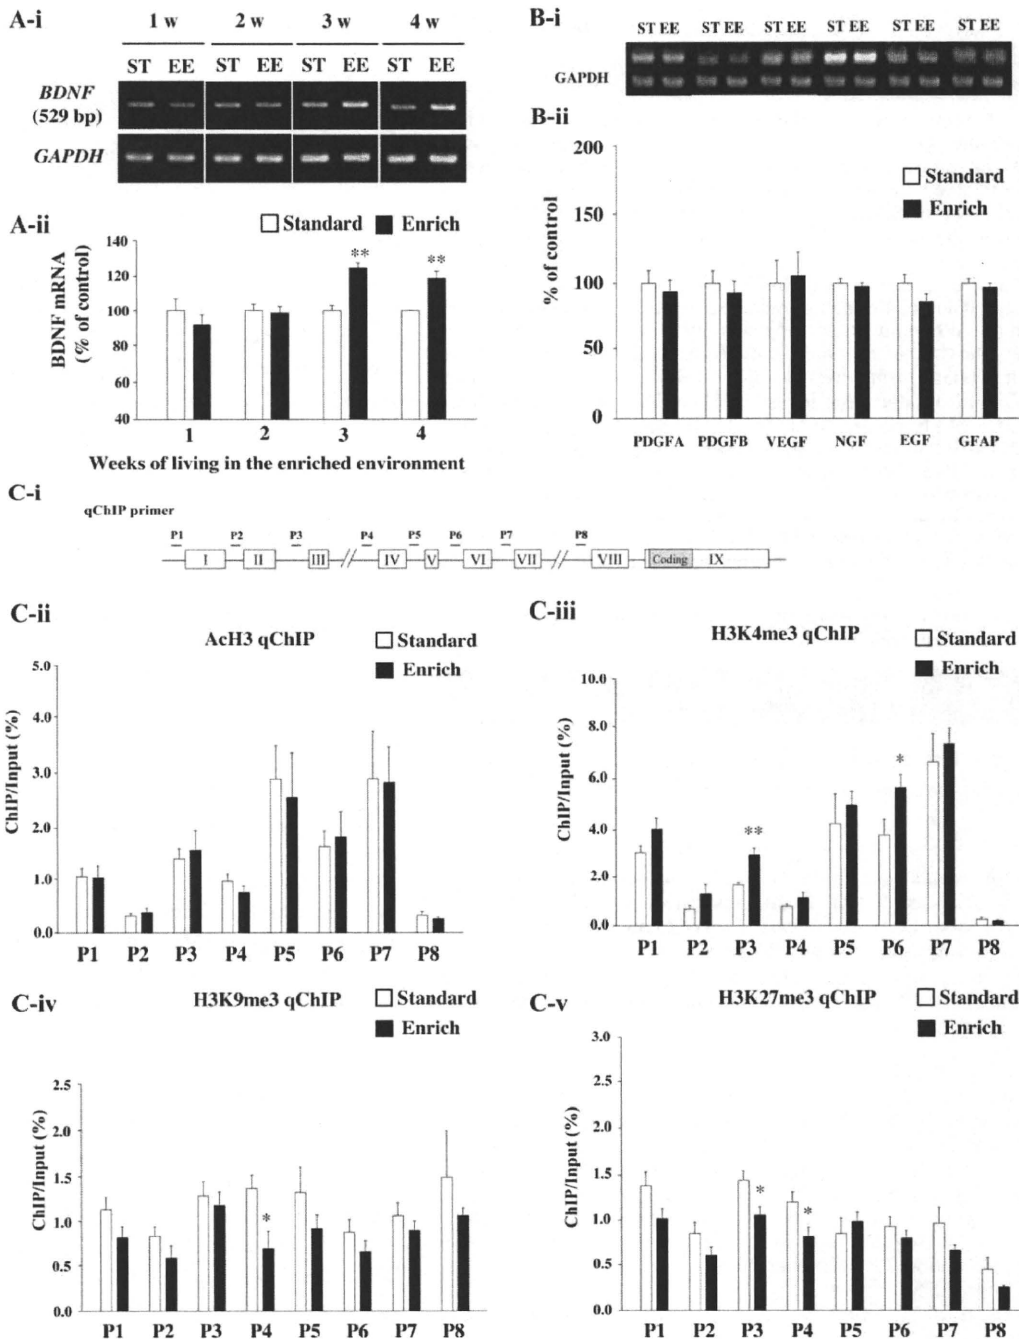 A-i
1 w 2 w 3 w 4 w
ST EE ST EE ST EE ST EE
BDNF
(529 bp)
GAPDH
A-ii
Standard Enrich
BDNF mRNA
(% of control)
140
120
100
80
60
40
** **
1 2 3 4
Weeks of living in the enriched environment
B-i
ST EE ST EE ST EE ST EE ST EE ST EE
GAPDH
B-ii
Standard
Enrich
% of control
200
150
100
50
0
PDGFA PDGFB VEGF NGF EGF GFAP
C-i
qChIP primer
P1 P2 P3 P4 P5 P6 P7 P8
I II III IV V VI VII VIII Coding IX
C-ii
AcH3 qChIP
Standard
Enrich
ChIP/Input (%)
5.0
4.0
3.0
2.0
1.0
0.0
P1 P2 P3 P4 P5 P6 P7 P8
C-iii
H3K4me3 qChIP
Standard
Enrich
ChIP/Input (%)
10.0
8.0
6.0
4.0
2.0
0.0
** *
P1 P2 P3 P4 P5 P6 P7 P8
C-iv
H3K9me3 qChIP
Standard
Enrich
ChIP/Input (%)
2.5
2.0
1.5
1.0
0.5
0.0
*
P1 P2 P3 P4 P5 P6 P7 P8
C-v
H3K27me3 qChIP
Standard
Enrich
ChIP/Input (%)
3.0
2.5
2.0
1.5
1.0
0.5
0.0
* *
P1 P2 P3 P4 P5 P6 P7 P8